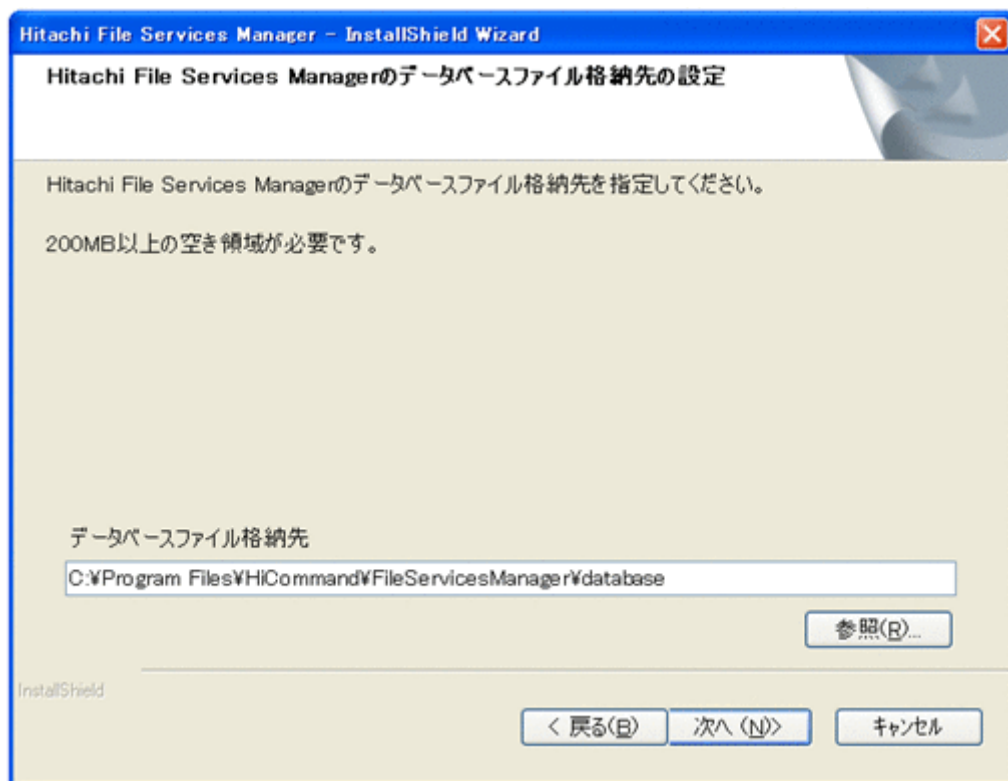 Hitachi File Services Manager - InstallShield Wizard
Hitachi File Services Managerのデータベースファイル格納先の設定
Hitachi File Services Managerのデータベースファイル格納先を指定してください。
200MB以上の空き領域が必要です。
データベースファイル格納先
C:¥Program Files¥HiCommand¥FileServicesManager¥database
参照(R)...
InstallShield
< 戻る(B)
次へ (N)>
キャンセル